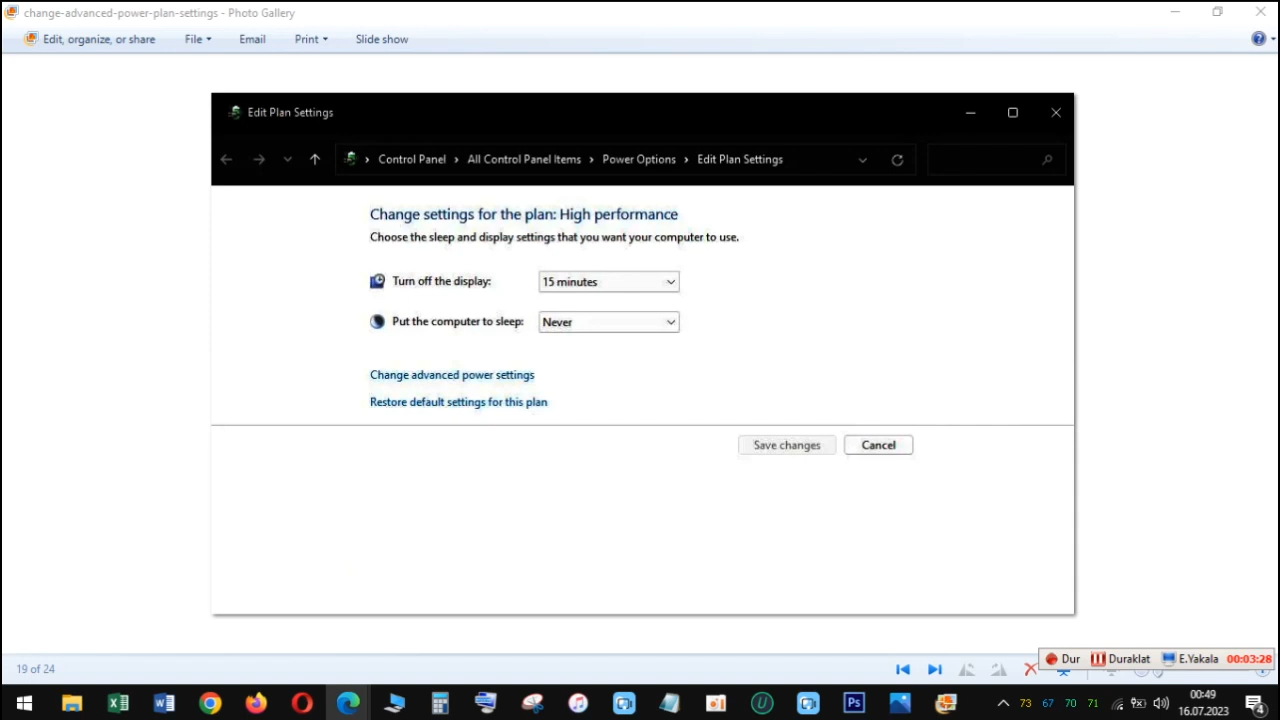 change-advanced-power-plan-settings - Photo Gallery
Edit, organize, or share File Email Print Slide show
Edit Plan Settings
Control Panel All Control Panel Items Power Options Edit Plan Settings
Change settings for the plan: High performance
Choose the sleep and display settings that you want your computer to use.
Turn off the display: 15 minutes
Put the computer to sleep: Never
Change advanced power settings
Restore default settings for this plan
Save changes Cancel
19 of 24
Dur Duraklat E.Yakala 00:03:28
73 67 70 71
00:49
16.07.2023
4
Ps